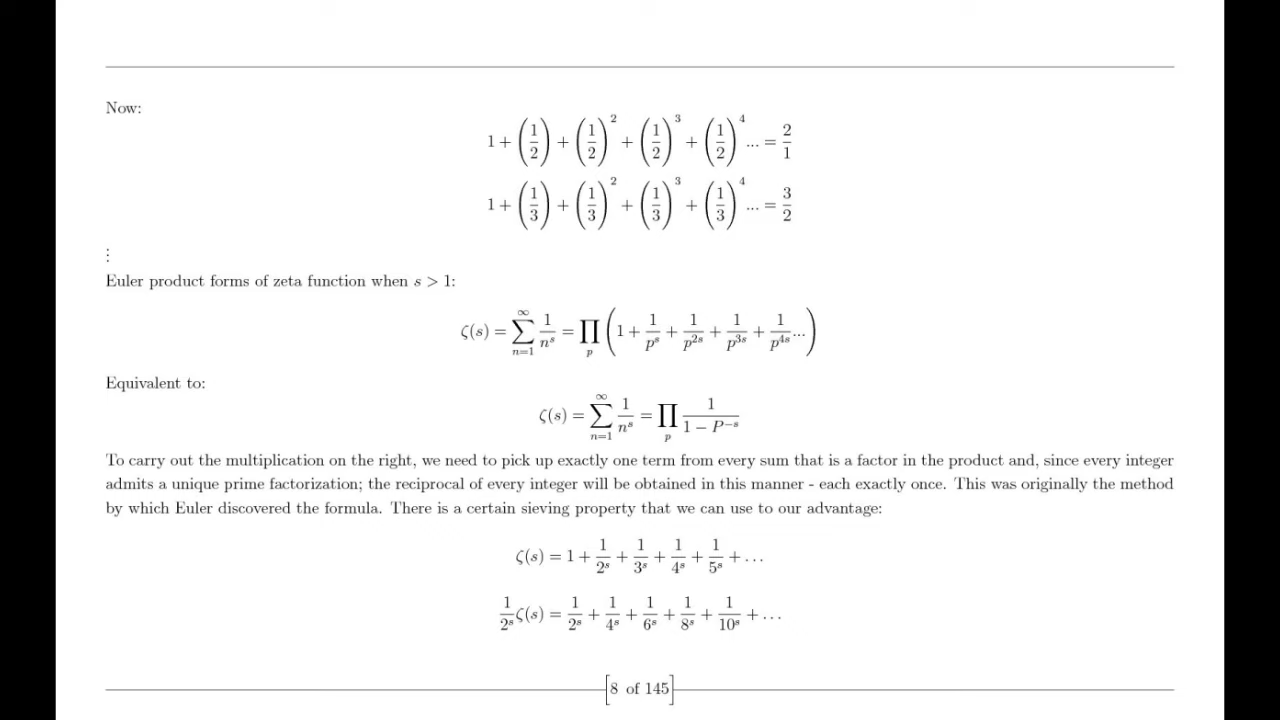 Now:
1 + (1/2) + (1/2)^2 + (1/2)^3 + (1/2)^4 ... = 2/1
1 + (1/3) + (1/3)^2 + (1/3)^3 + (1/3)^4 ... = 3/2
⋮
Euler product forms of zeta function when s > 1:
ζ(s) = ∑_{n=1}^{∞} 1/n^s = ∏_p (1 + 1/p^s + 1/p^{2s} + 1/p^{3s} + 1/p^{4s} ...)
Equivalent to:
ζ(s) = ∑_{n=1}^{∞} 1/n^s = ∏_p 1/(1 − P^{−s})
To carry out the multiplication on the right, we need to pick up exactly one term from every sum that is a factor in the product and, since every integer
admits a unique prime factorization; the reciprocal of every integer will be obtained in this manner - each exactly once. This was originally the method
by which Euler discovered the formula. There is a certain sieving property that we can use to our advantage:
ζ(s) = 1 + 1/2^s + 1/3^s + 1/4^s + 1/5^s + ...
1/2^s ζ(s) = 1/2^s + 1/4^s + 1/6^s + 1/8^s + 1/10^s + ...
[8 of 145]